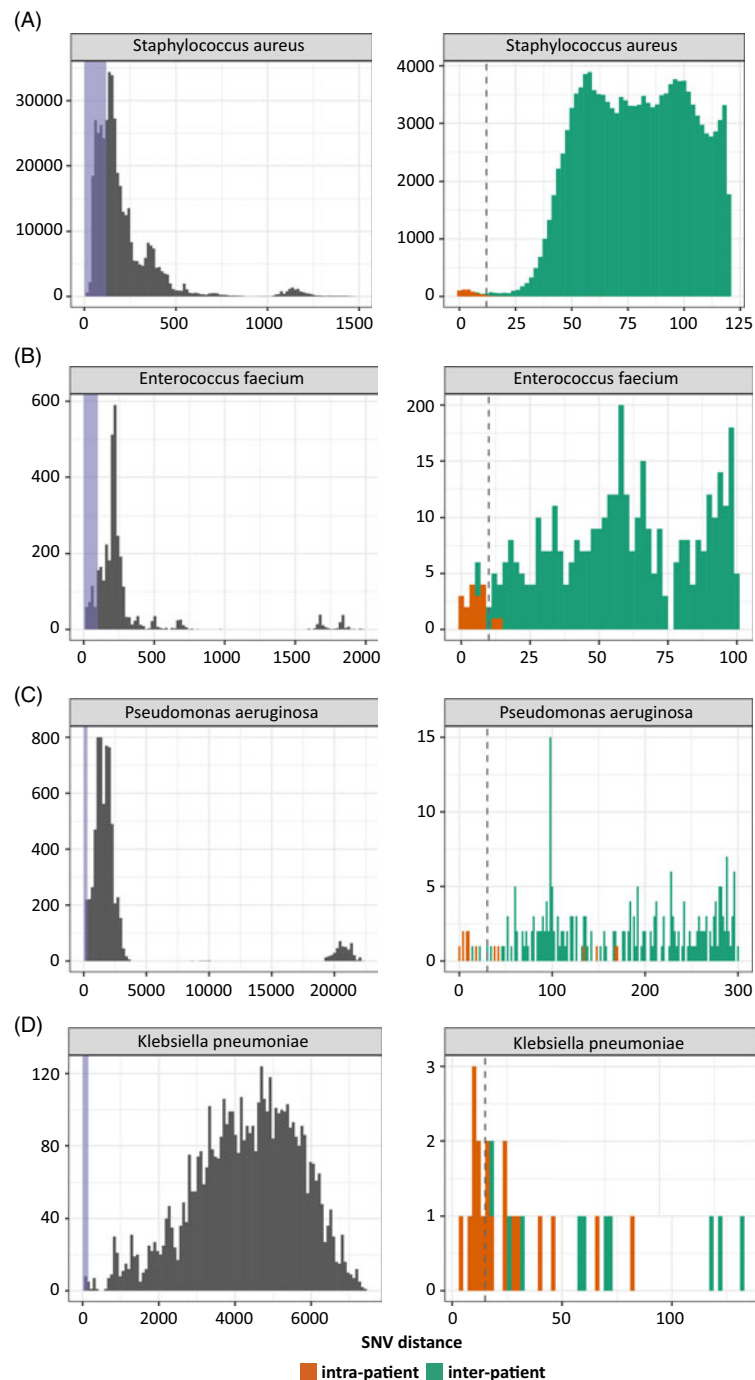 (A)
Staphylococcus aureus
Staphylococcus aureus
30000
20000
10000
0
0 500 1000 1500
4000
3000
2000
1000
0
0 25 50 75 100 125
(B)
Enterococcus faecium
Enterococcus faecium
600
400
200
0
0 500 1000 1500 2000
200
15
10
5
0
0 25 50 75 100
(C)
Pseudomonas aeruginosa
Pseudomonas aeruginosa
800
600
400
200
0
0 5000 10000 15000 20000
15
10
5
0
0 100 200 300
(D)
Klebsiella pneumoniae
Klebsiella pneumoniae
120
80
40
0
0 2000 4000 6000
3
2
1
0
0 50 100
SNV distance
intra-patient inter-patient